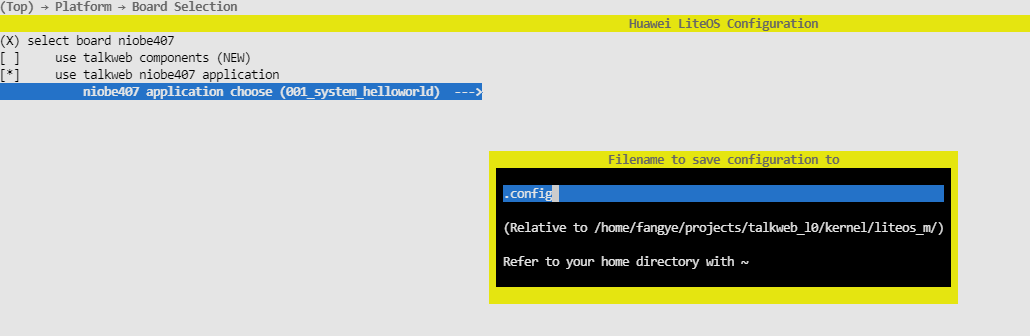 (Top) → Platform → Board Selection
Huawei LiteOS Configuration
(X) select board niobe407
[ ]     use talkweb components (NEW)
[*]     use talkweb niobe407 application
niobe407 application choose (001_system_helloworld)  --->
Filename to save configuration to
.config
(Relative to /home/fangye/projects/talkweb_l0/kernel/liteos_m/)
Refer to your home directory with ~